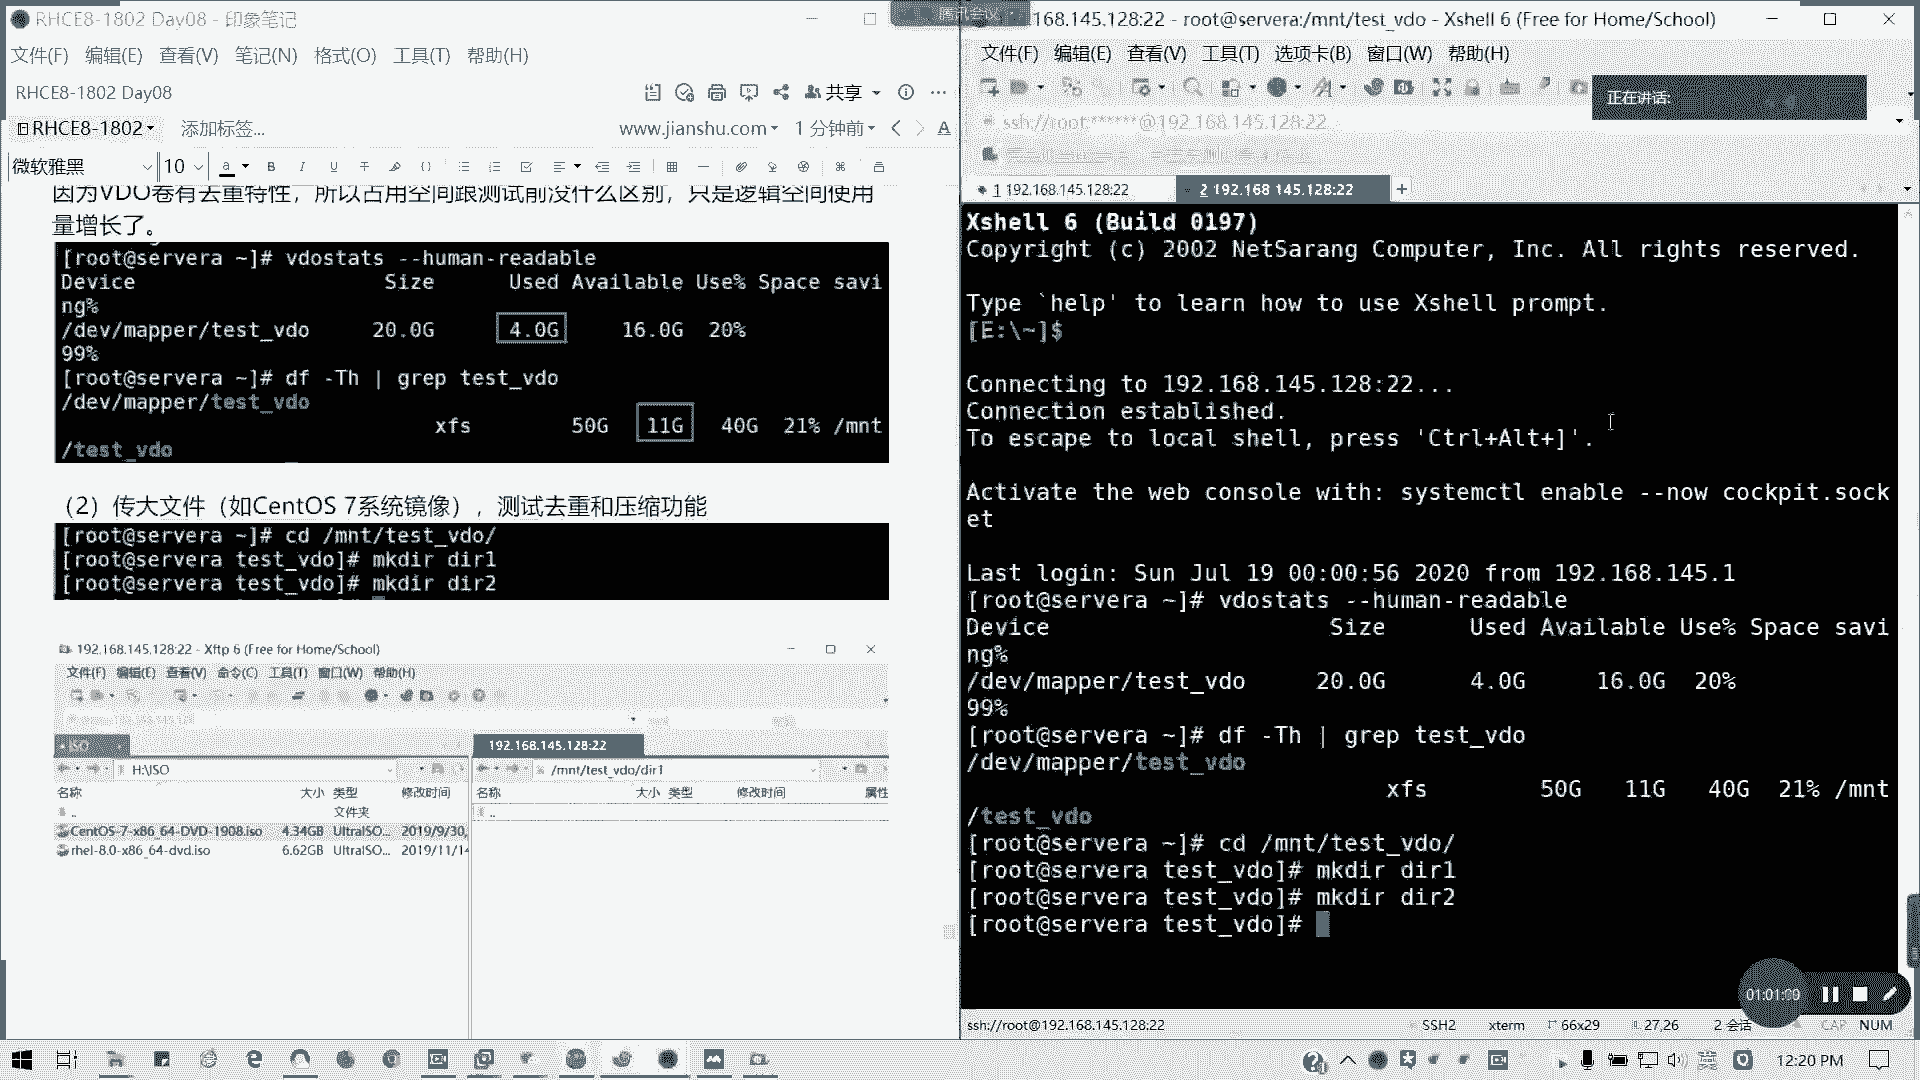 RHCE8-1802 Day08 - 印象笔记
文件(F) 编辑(E) 查看(V) 笔记(N) 格式(O) 工具(T) 帮助(H)
RHCE8-1802 Day08
共享
RHCE8-1802 添加标签... www.jianshu.com 1 分钟前
微软雅黑 10
因为VDO卷有去重特性，所以占用空间跟测试前没什么区别，只是逻辑空间使用
量增长了。
[root@servera ~]# vdostats --human-readable
Device Size Used Available Use% Space savi
ng%
/dev/mapper/test_vdo 20.0G 4.0G 16.0G 20%
99%
[root@servera ~]# df -Th | grep test_vdo
/dev/mapper/test_vdo
xfs 50G 11G 40G 21% /mnt
/test_vdo
（2）传大文件（如CentOS 7系统镜像），测试去重和压缩功能
[root@servera ~]# cd /mnt/test_vdo/
[root@servera test_vdo]# mkdir dir1
[root@servera test_vdo]# mkdir dir2
192.168.145.128:22 - Xftp 6 (Free for Home/School)
文件(F) 编辑(E) 查看(V) 命令(C) 工具(T) 窗口(W) 帮助(H)
ISO 192.168.145.128:22
H:\ISO /mnt/test_vdo/dir1
名称 大小 类型 修改时间 名称 大小 类型 修改时间 属性
.. 文件夹 ..
CentOS-7-x86_64-DVD-1908.iso 4.34GB UltraISO... 2019/9/30,
rhel-8.0-x86_64-dvd.iso 6.62GB UltraISO... 2019/11/14
腾讯会议
168.145.128:22 - root@servera:/mnt/test_vdo - Xshell 6 (Free for Home/School)
文件(F) 编辑(E) 查看(V) 工具(T) 选项卡(B) 窗口(W) 帮助(H)
正在讲话:
ssh://root:******@192.168.145.128:22
1 192.168.145.128:22 2 192.168.145.128:22
Xshell 6 (Build 0197)
Copyright (c) 2002 NetSarang Computer, Inc. All rights reserved.
Type `help' to learn how to use Xshell prompt.
[E:\~]$
Connecting to 192.168.145.128:22...
Connection established.
To escape to local shell, press 'Ctrl+Alt+]'.
Activate the web console with: systemctl enable --now cockpit.sock
et
Last login: Sun Jul 19 00:00:56 2020 from 192.168.145.1
[root@servera ~]# vdostats --human-readable
Device Size Used Available Use% Space savi
ng%
/dev/mapper/test_vdo 20.0G 4.0G 16.0G 20%
99%
[root@servera ~]# df -Th | grep test_vdo
/dev/mapper/test_vdo
xfs 50G 11G 40G 21% /mnt
/test_vdo
[root@servera ~]# cd /mnt/test_vdo/
[root@servera test_vdo]# mkdir dir1
[root@servera test_vdo]# mkdir dir2
[root@servera test_vdo]#
01:01:00
ssh://root@192.168.145.128:22 SSH2 xterm 66x29 27,26 2 会话 CAP NUM
英 12:20 PM